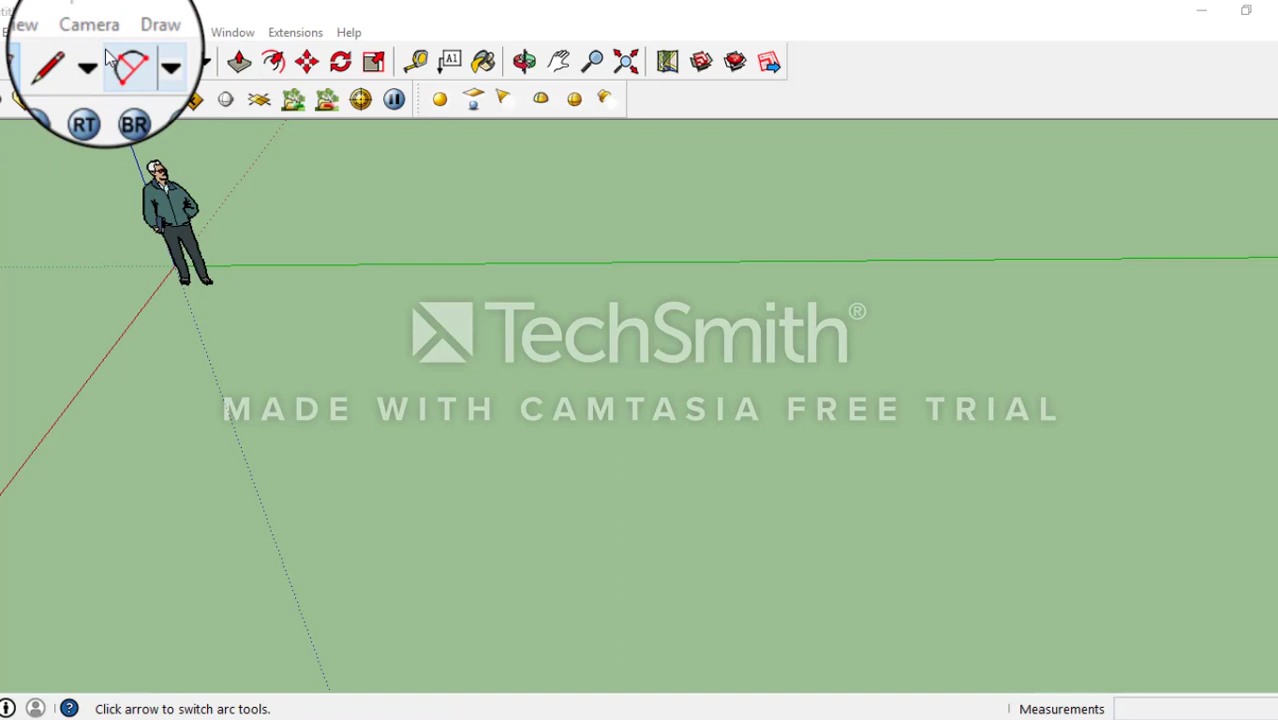 iew Camera Draw
Window Extensions Help
A1
RT BR
TechSmith®
MADE WITH CAMTASIA FREE TRIAL
Click arrow to switch arc tools.
Measurements